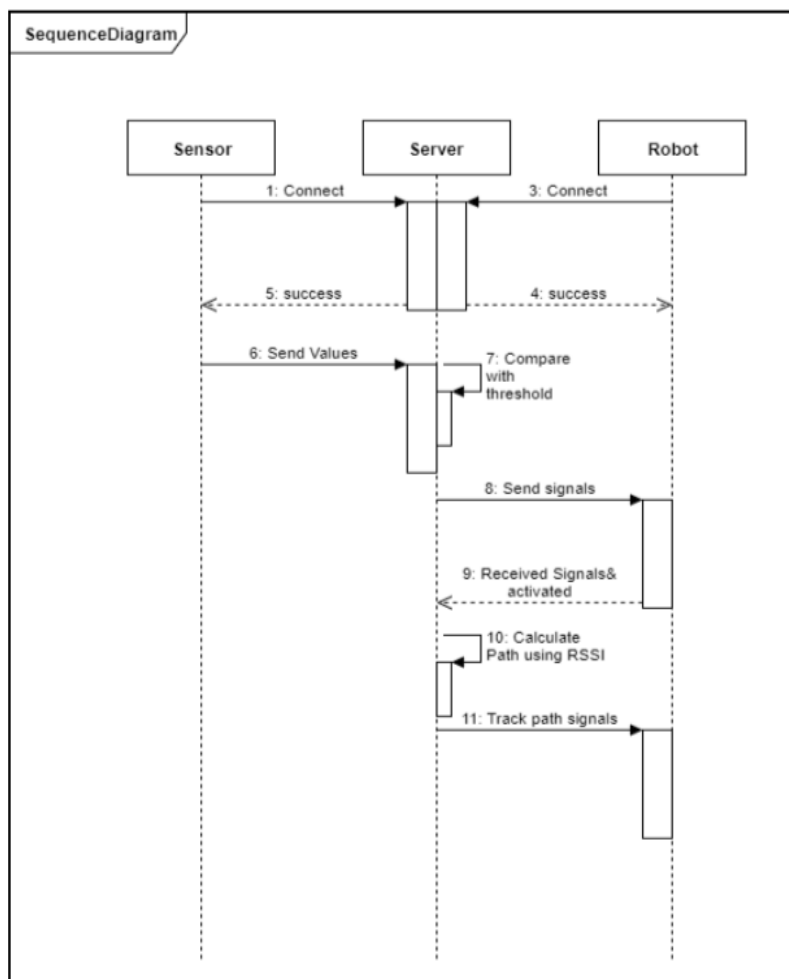 SequenceDiagram
Sensor
Server
Robot
1: Connect
3: Connect
5: success
4: success
6: Send Values
7: Compare
with
threshold
8: Send signals
9: Received Signals&
activated
10: Calculate
Path using RSSI
11: Track path signals